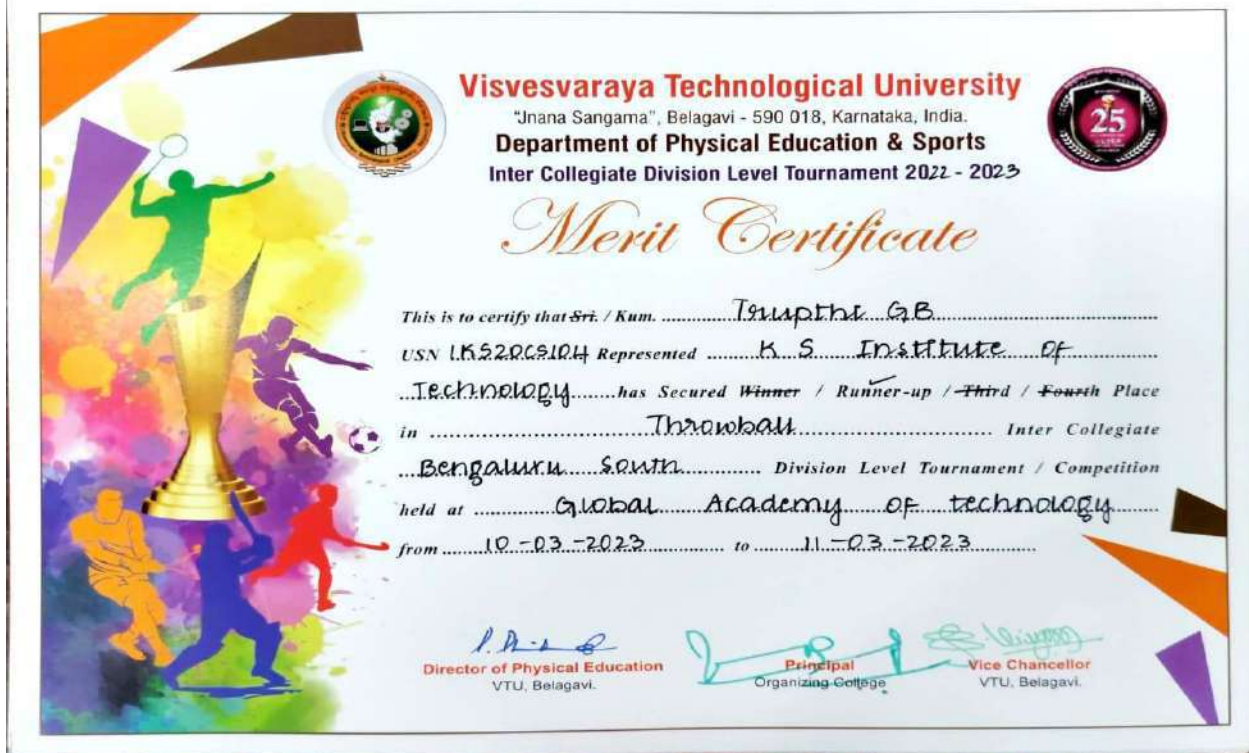 Visvesvaraya Technological University
"Jnana Sangama", Belagavi - 590 018, Karnataka, India.
Department of Physical Education & Sports
Inter Collegiate Division Level Tournament 2022 - 2023
25
Merit Certificate
This is to certify that Sri. / Kum. Trupthi GB
USN 1KS20CS104 Represented K S Institute of
Technology has Secured Winner / Runner-up / Third / Fourth Place
in Throwball Inter Collegiate
Bengaluru South Division Level Tournament / Competition
held at Global Academy of technology
from 10-03-2023 to 11-03-2023
Director of Physical Education
VTU, Belagavi.
Principal
Organizing College
Vice Chancellor
VTU, Belagavi.